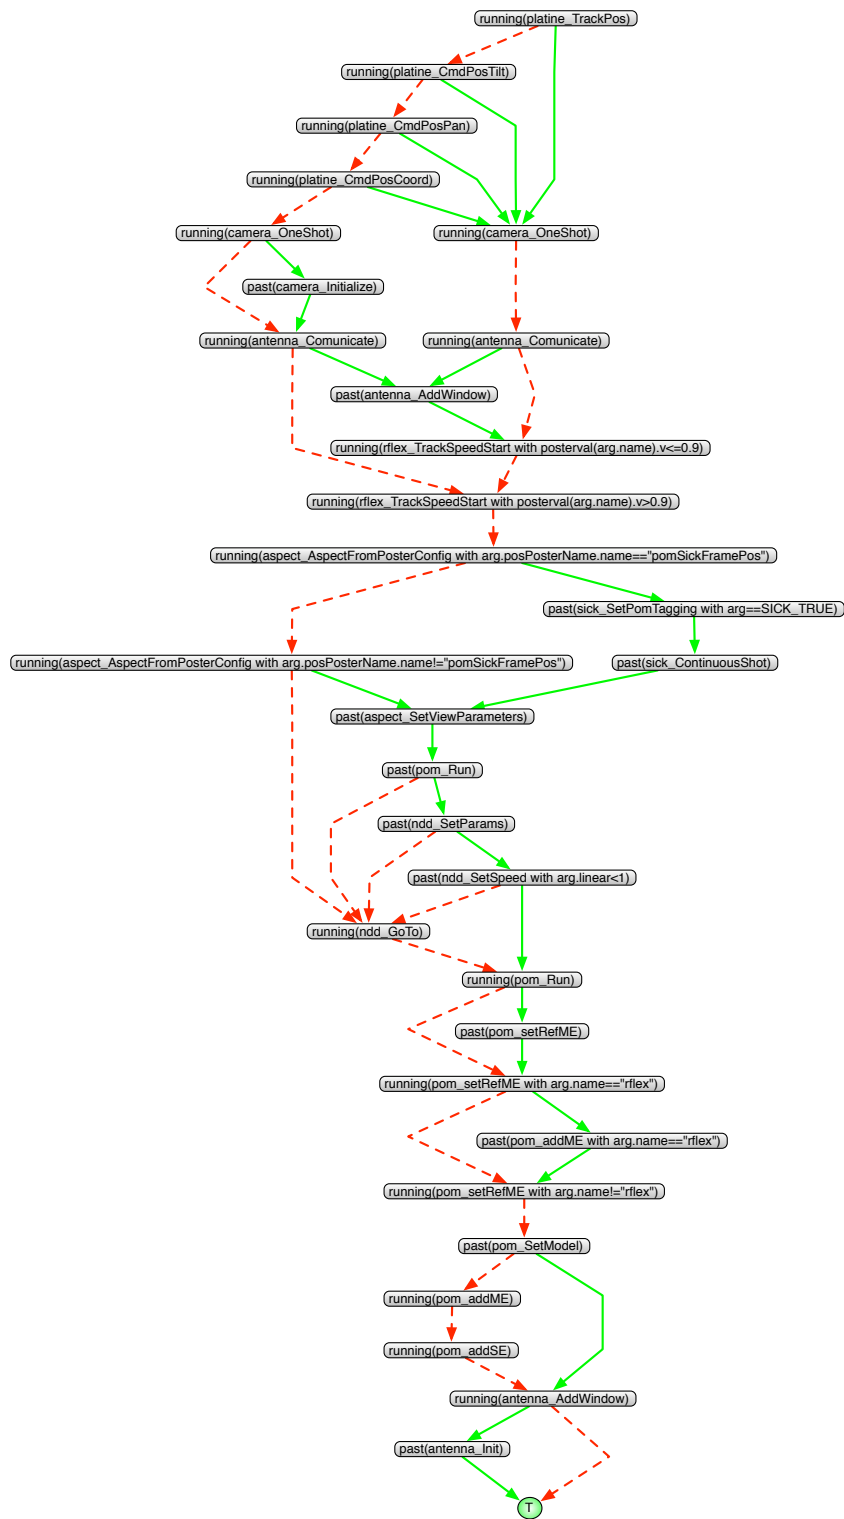 running(platine_TrackPos)
running(platine_CmdPosTilt)
running(platine_CmdPosPan)
running(platine_CmdPosCoord)
running(camera_OneShot)
running(camera_OneShot)
past(camera_Initialize)
running(antenna_Comunicate)
running(antenna_Comunicate)
past(antenna_AddWindow)
running(rflex_TrackSpeedStart with posterval(arg.name).v<=0.9)
running(rflex_TrackSpeedStart with posterval(arg.name).v>0.9)
running(aspect_AspectFromPosterConfig with arg.posPosterName.name=="pomSickFramePos")
past(sick_SetPomTagging with arg==SICK_TRUE)
running(aspect_AspectFromPosterConfig with arg.posPosterName.name!="pomSickFramePos")
past(sick_ContinuousShot)
past(aspect_SetViewParameters)
past(pom_Run)
past(ndd_SetParams)
past(ndd_SetSpeed with arg.linear<1)
running(ndd_GoTo)
running(pom_Run)
past(pom_setRefME)
running(pom_setRefME with arg.name=="rflex")
past(pom_addME with arg.name=="rflex")
running(pom_setRefME with arg.name!="rflex")
past(pom_SetModel)
running(pom_addME)
running(pom_addSE)
running(antenna_AddWindow)
past(antenna_Init)
T